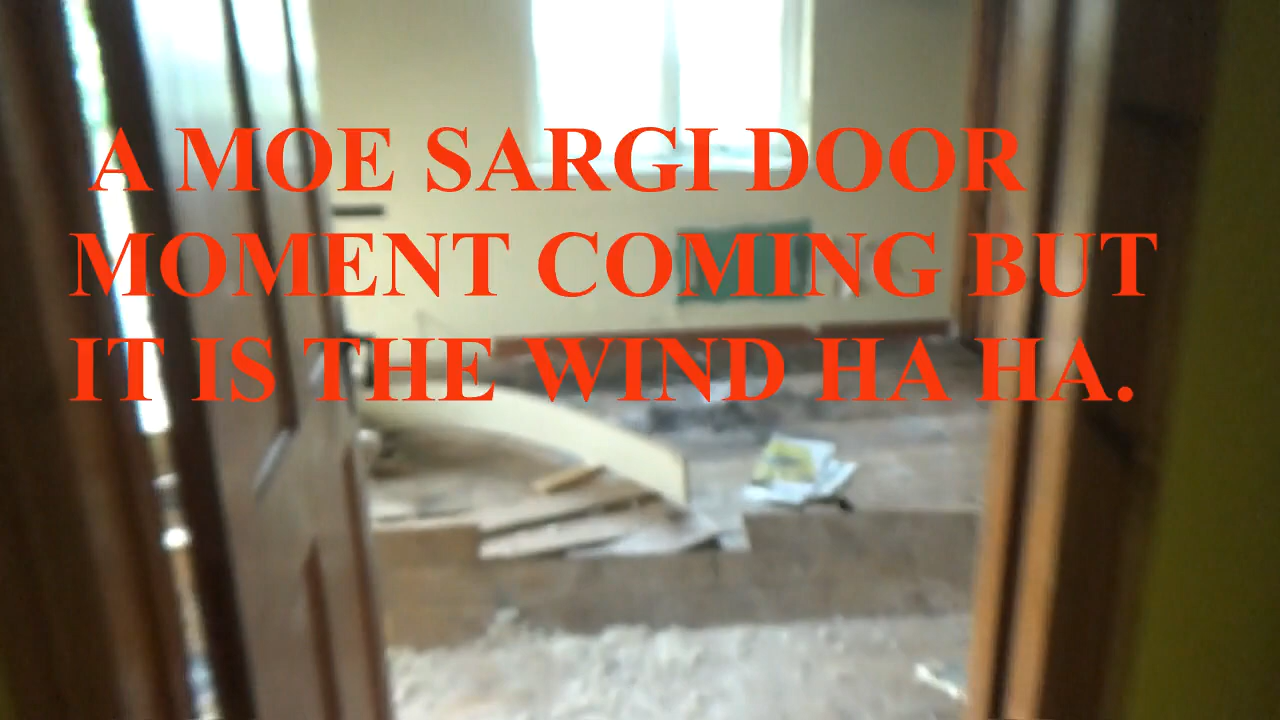 A MOE SARGI DOOR
MOMENT COMING BUT
IT IS THE WIND HA HA.